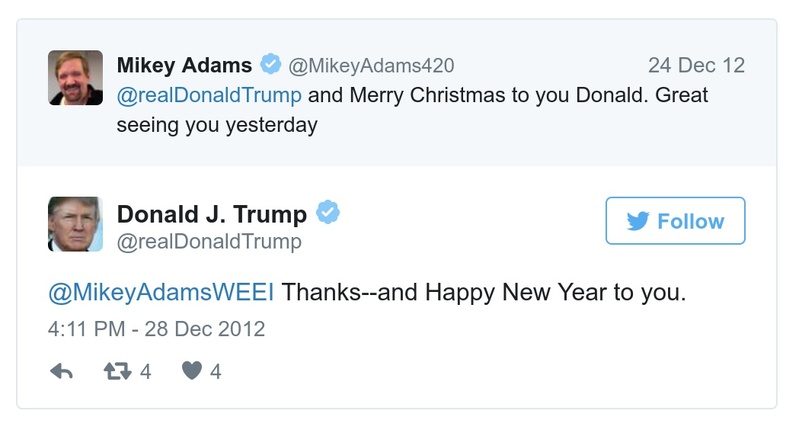 Mikey Adams @MikeyAdams420 24 Dec 12
@realDonaldTrump and Merry Christmas to you Donald. Great
seeing you yesterday
Donald J. Trump
@realDonaldTrump
Follow
@MikeyAdamsWEEI Thanks--and Happy New Year to you.
4:11 PM - 28 Dec 2012
4 4